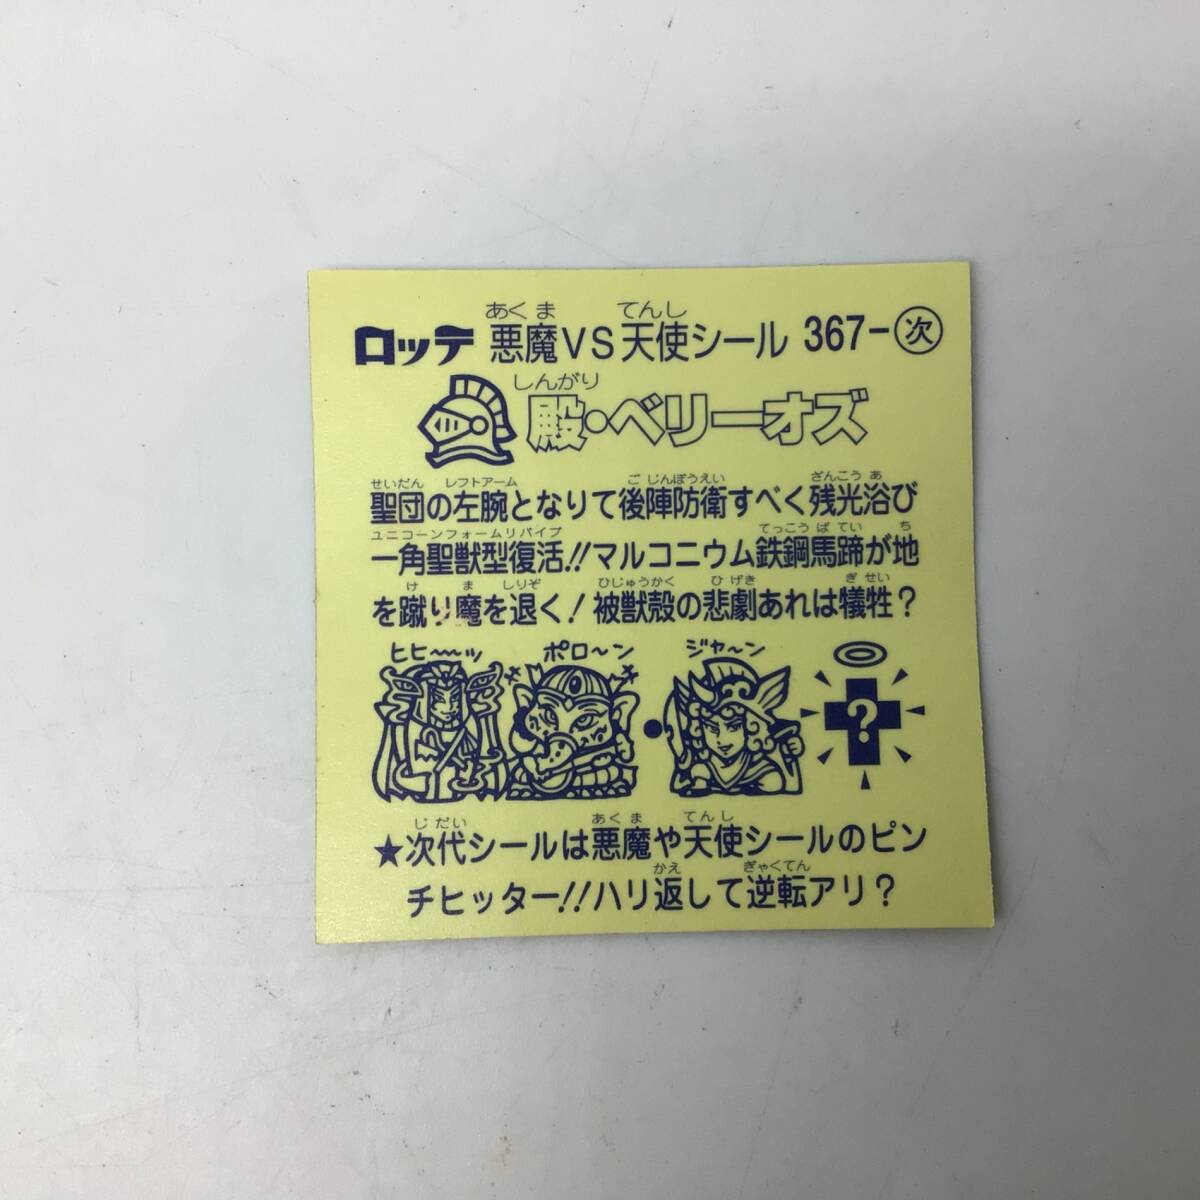 あくま てんし
ロッテ 悪魔VS天使シール 367-次
しんがり
殿・ベリーオズ
せいだん レフトアーム ご じんぼうえい ざんこう あ
聖団の左腕となりて後陣防衛すべく残光浴び
ユニコーンフォームリバイブ てっこう ば てい ち
一角聖獣型復活!!マルコニウム鉄鋼馬蹄が地
け ま しりぞ ひじゅうかく ひ げき ぎ せい
を蹴り魔を退く!被獣殻の悲劇あれは犠牲?
ヒヒ〜〜ッ ポロ〜ン ジャ〜ン
?
じ だい あく ま てん し
★次代シールは悪魔や天使シールのピン
かえ ぎゃくてん
チヒッター!!ハリ返して逆転アリ?